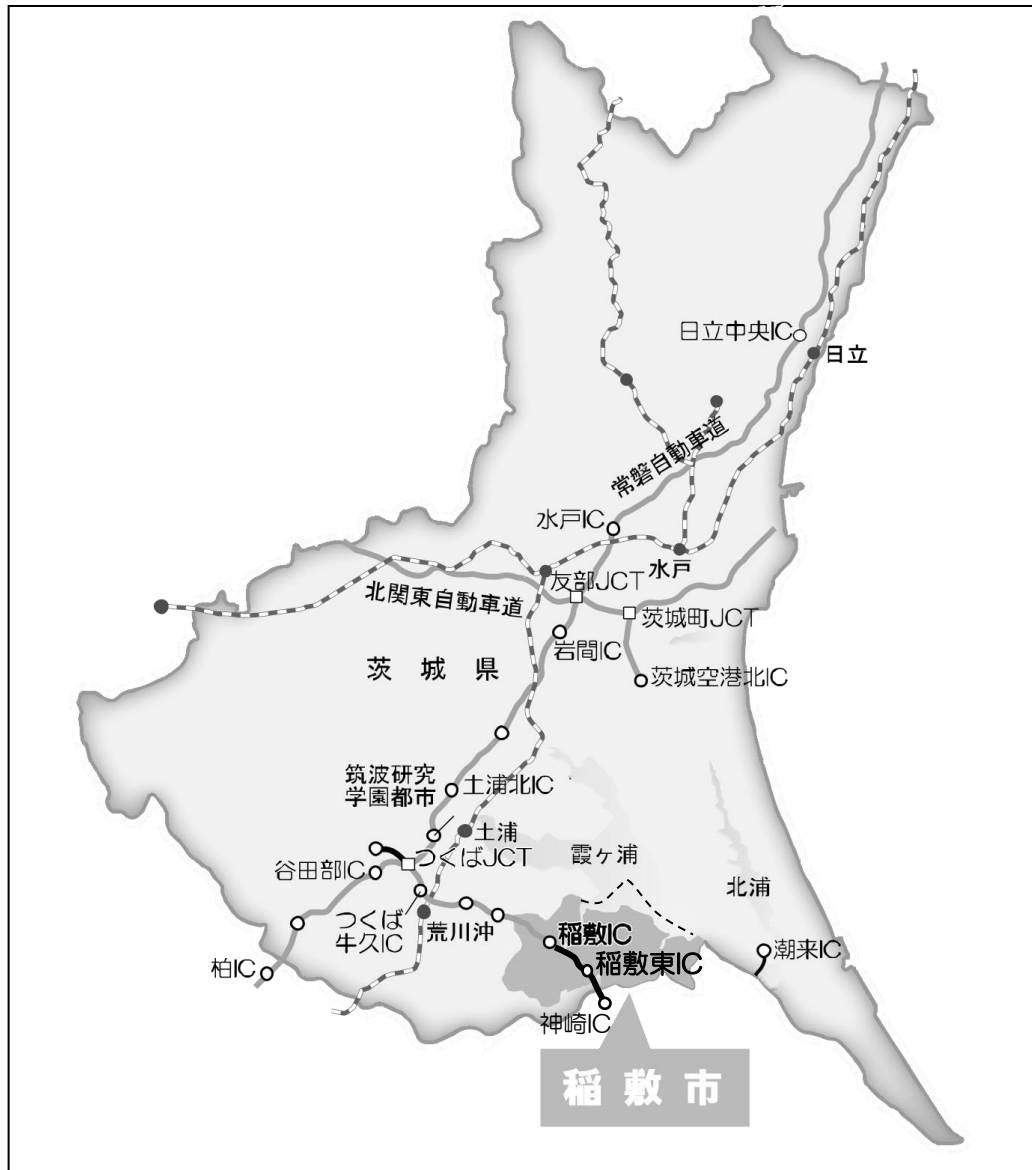 日立中央IC
日立
常磐自動車道
水戸IC
水戸
友部JCT
北関東自動車道
茨城町JCT
岩間IC
茨城県
茨城空港北IC
筑波研究
学園都市
土浦北IC
土浦
つくばJCT
谷田部IC
霞ヶ浦
北浦
つくば
牛久IC
荒川沖
稲敷IC
稲敷東IC
潮来IC
柏IC
神崎IC
稲敷市